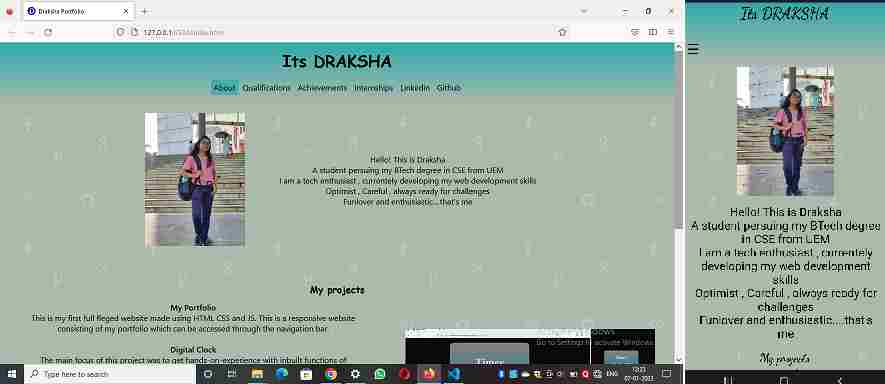 Draksha Portfolio
127.0.0.1
Its DRAKSHA
About Qualifications Achievements Internships Linkedin Github
Hello! This is Draksha
A student persuing my BTech degree in CSE from UEM
I am a tech enthusiast , currentely developing my web development skills
Optimist , Careful , always ready for challenges
Funlover and enthusiastic....that's me
My projects
My Portfolio
This is my first full fleged website made using HTML CSS and JS. This is a responsive website
consisting of my portfolio which can be accessed through the navigation bar
Digital Clock
The main focus of this project was to get hands-on-experience with inbuilt functions of
Windows
Go to Settings to activate Windows.
Timer
Type here to search
ENG
13:23
07-01-2023
Its DRAKSHA
Hello! This is Draksha
A student persuing my BTech degree
in CSE from UEM
I am a tech enthusiast , currentely
developing my web development
skills
Optimist , Careful , always ready for
challenges
Funlover and enthusiastic....that's
me
My projects